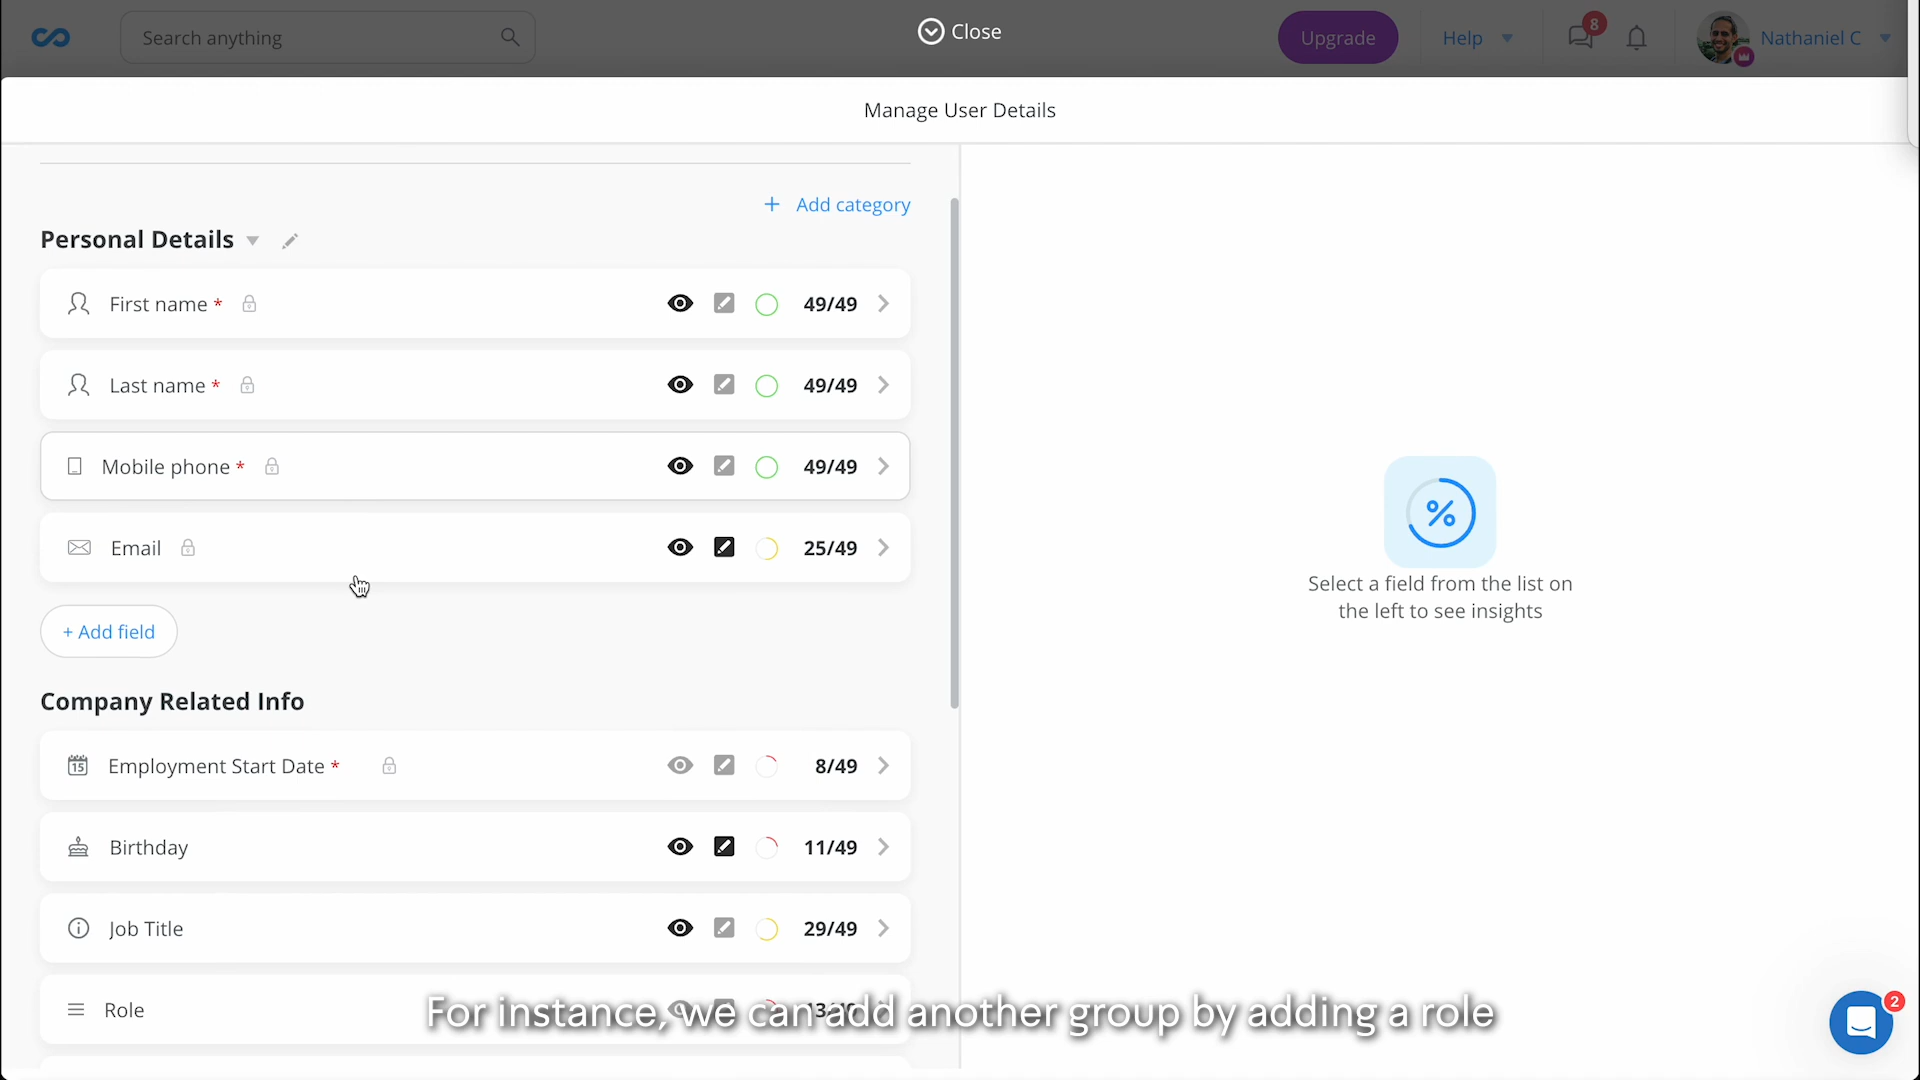 Search anything
Close
Upgrade
Help
8
Nathaniel C
Manage User Details
+ Add category
Personal Details
First name *
49/49
Last name *
49/49
Mobile phone *
49/49
Email
25/49
+ Add field
Company Related Info
15
Employment Start Date *
8/49
Birthday
11/49
Job Title
29/49
Role
For instance, we can add another group by adding a role
%
Select a field from the list on
the left to see insights
2